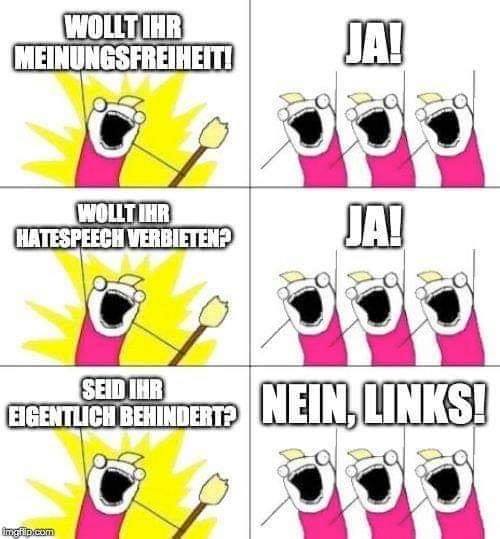 WOLLT IHR
MEINUNGSFREIHEIT!
JA!
WOLLT IHR
HATESPEECH VERBIETEN?
JA!
SEID IHR
EIGENTLICH BEHINDERT?
NEIN, LINKS!
imgflip.com